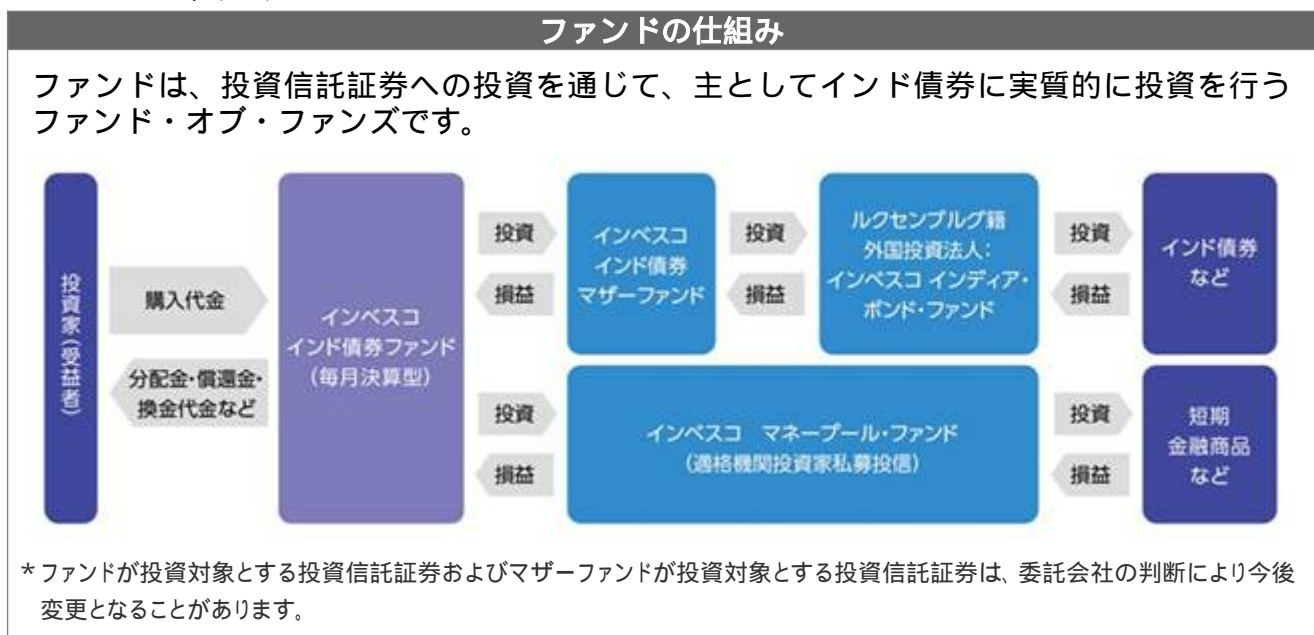 ファンドの仕組み
ファンドは、投資信託証券への投資を通じて、主としてインド債券に実質的に投資を行う
ファンド・オブ・ファンズです。
投資家(受益者)
購入代金
分配金・償還金・
換金代金など
インベスコ
インド債券ファンド
(毎月決算型)
投資
損益
インベスコ
インド債券
マザーファンド
投資
損益
ルクセンブルグ籍
外国投資法人:
インベスコ インディア・
ボンド・ファンド
投資
損益
インド債券
など
投資
損益
インベスコ マネープール・ファンド
(適格機関投資家私募投信)
投資
損益
短期
金融商品
など
*ファンドが投資対象とする投資信託証券およびマザーファンドが投資対象とする投資信託証券は、委託会社の判断により今後
変更となることがあります。